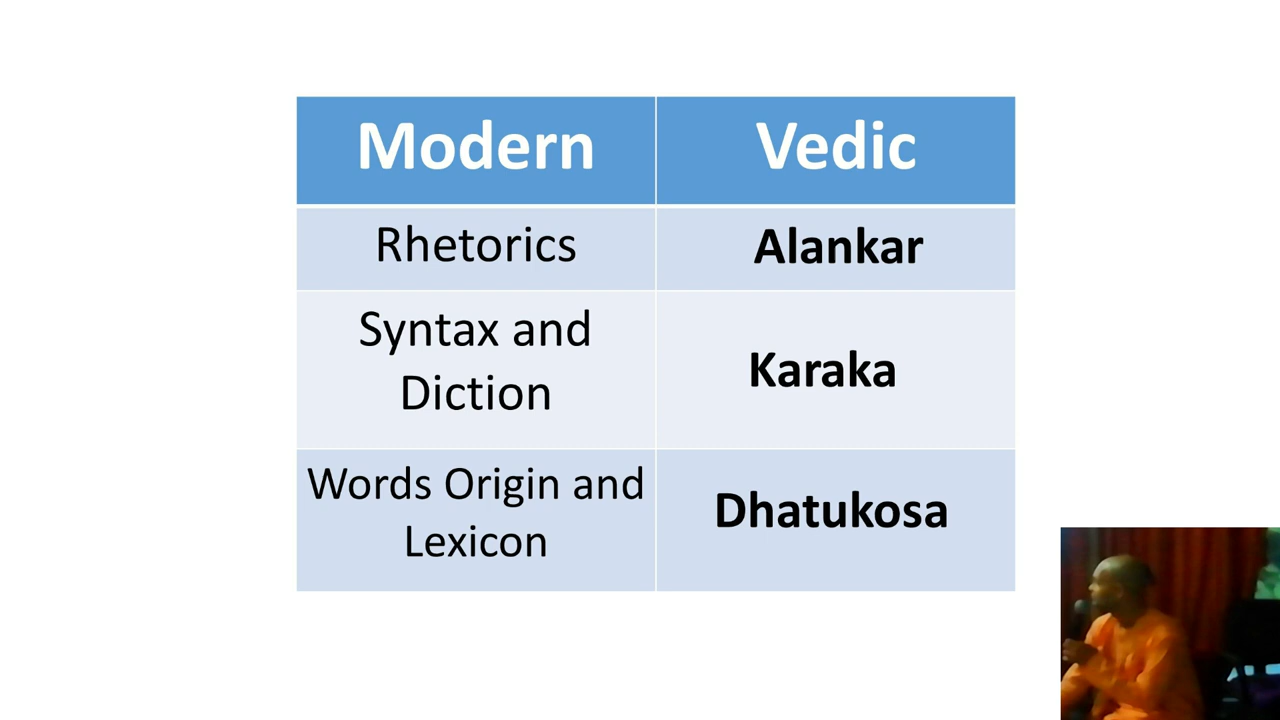 Modern Vedic
Rhetorics Alankar
Syntax and
Diction Karaka
Words Origin and
Lexicon Dhatukosa